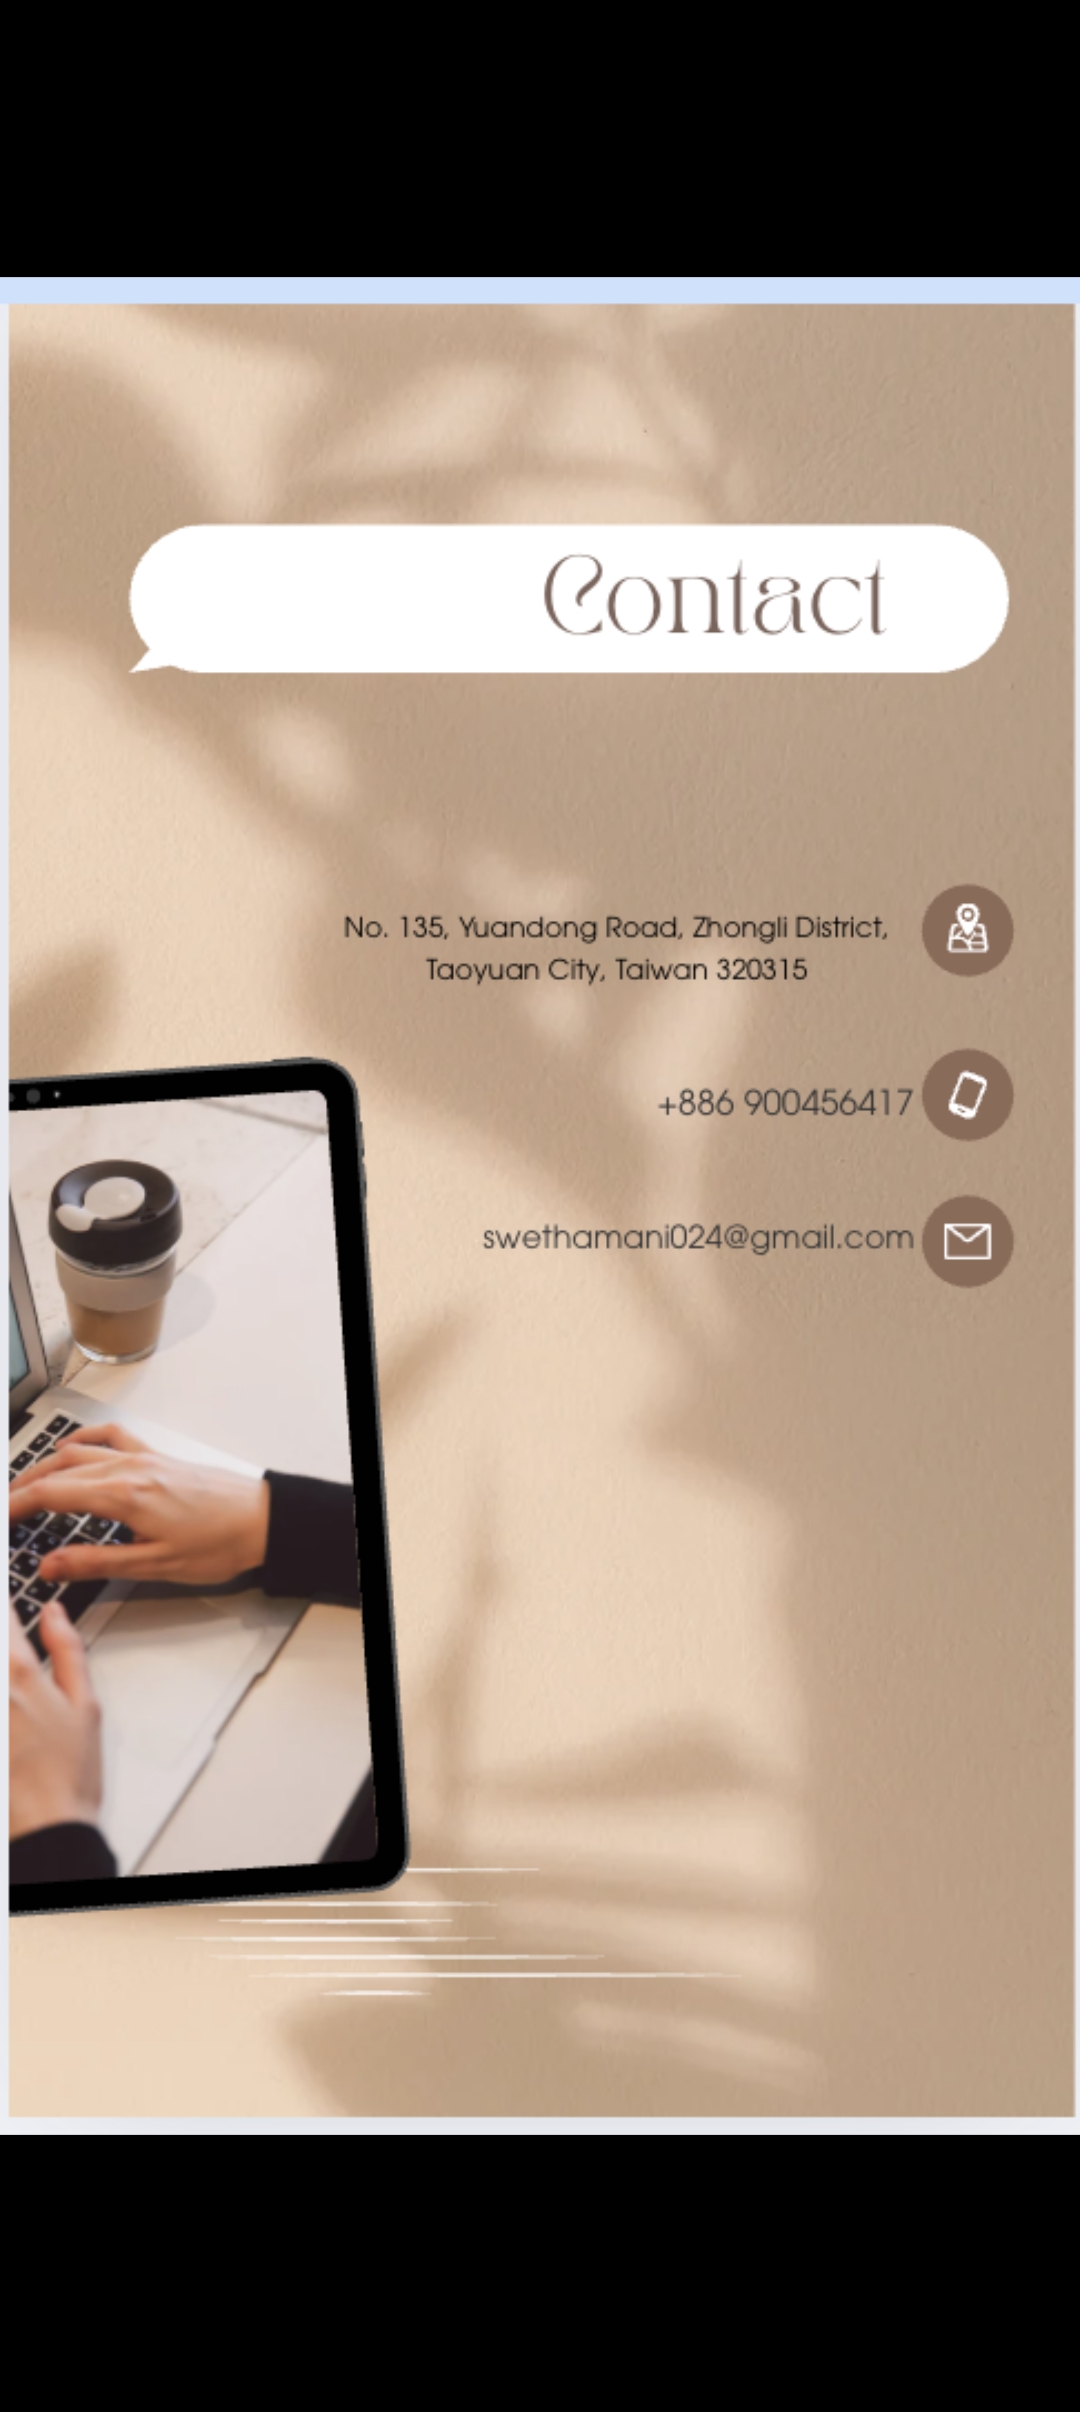 Contact
No. 135, Yuandong Road, Zhongli District,
Taoyuan City, Taiwan 320315
+886 900456417
swethamani024@gmail.com